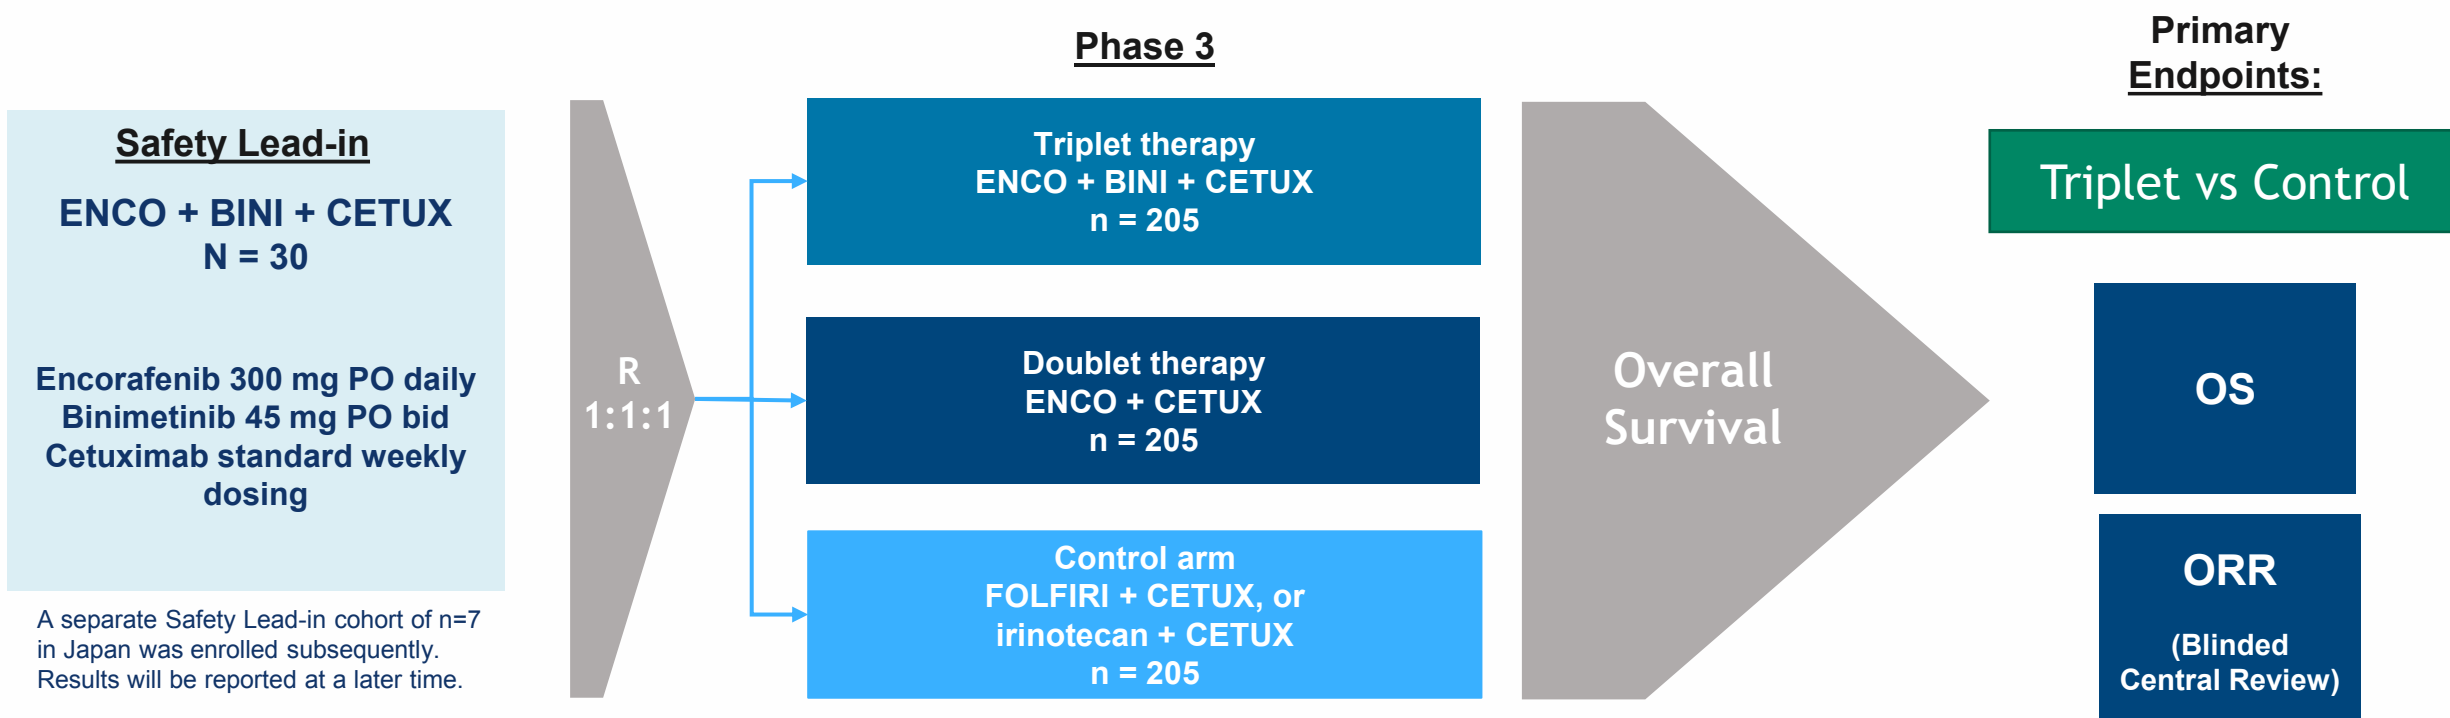 Safety Lead-in
ENCO + BINI + CETUX
N = 30
Encorafenib 300 mg PO daily
Binimetinib 45 mg PO bid
Cetuximab standard weekly
dosing
A separate Safety Lead-in cohort of n=7
in Japan was enrolled subsequently.
Results will be reported at a later time.
R
1:1:1
Phase 3
Triplet therapy
ENCO + BINI + CETUX
n = 205
Doublet therapy
ENCO + CETUX
n = 205
Control arm
FOLFIRI + CETUX, or
irinotecan + CETUX
n = 205
Overall
Survival
Primary
Endpoints:
Triplet vs Control
OS
ORR
(Blinded
Central Review)